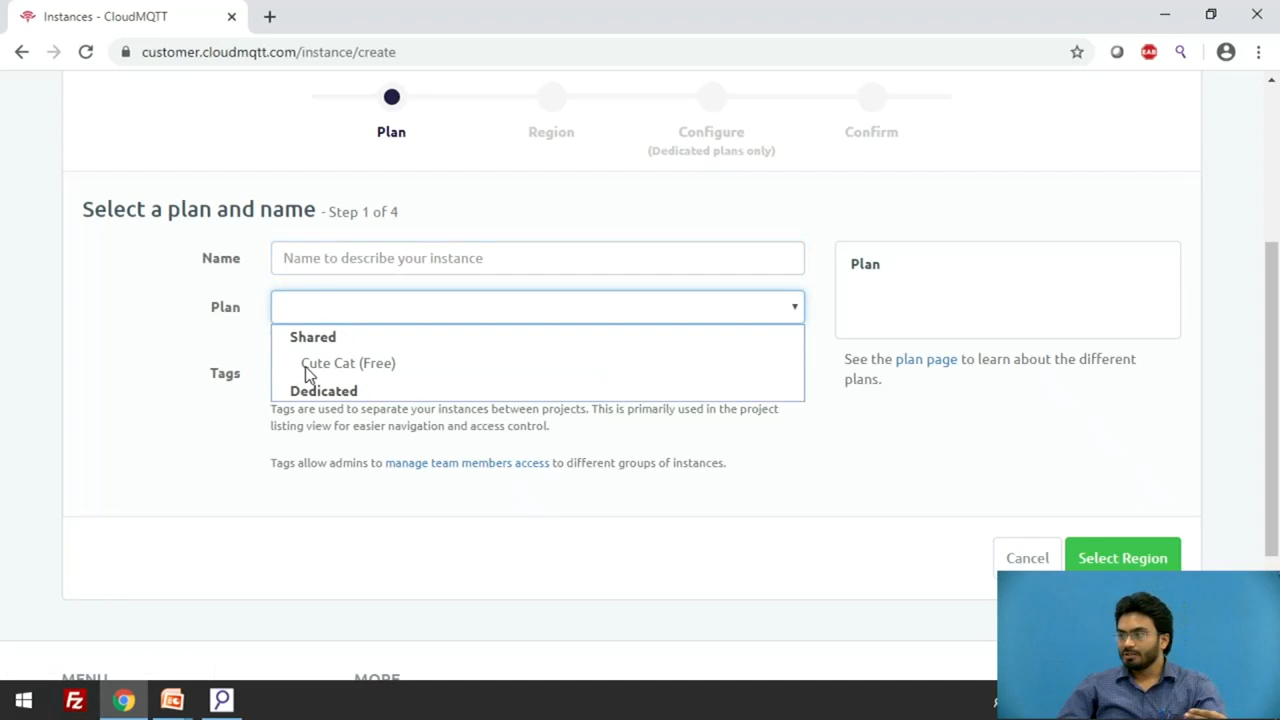 Instances - CloudMQTT
customer.cloudmqtt.com/instance/create
EAB
Plan
Region
Configure
Confirm
(Dedicated plans only)
Select a plan and name - Step 1 of 4
Name
Name to describe your instance
Plan
Plan
Shared
Cute Cat (Free)
Dedicated
See the plan page to learn about the different
plans.
Tags
Tags are used to separate your instances between projects. This is primarily used in the project
listing view for easier navigation and access control.
Tags allow admins to manage team members access to different groups of instances.
Cancel
Select Region
MENU
MORE
Fz